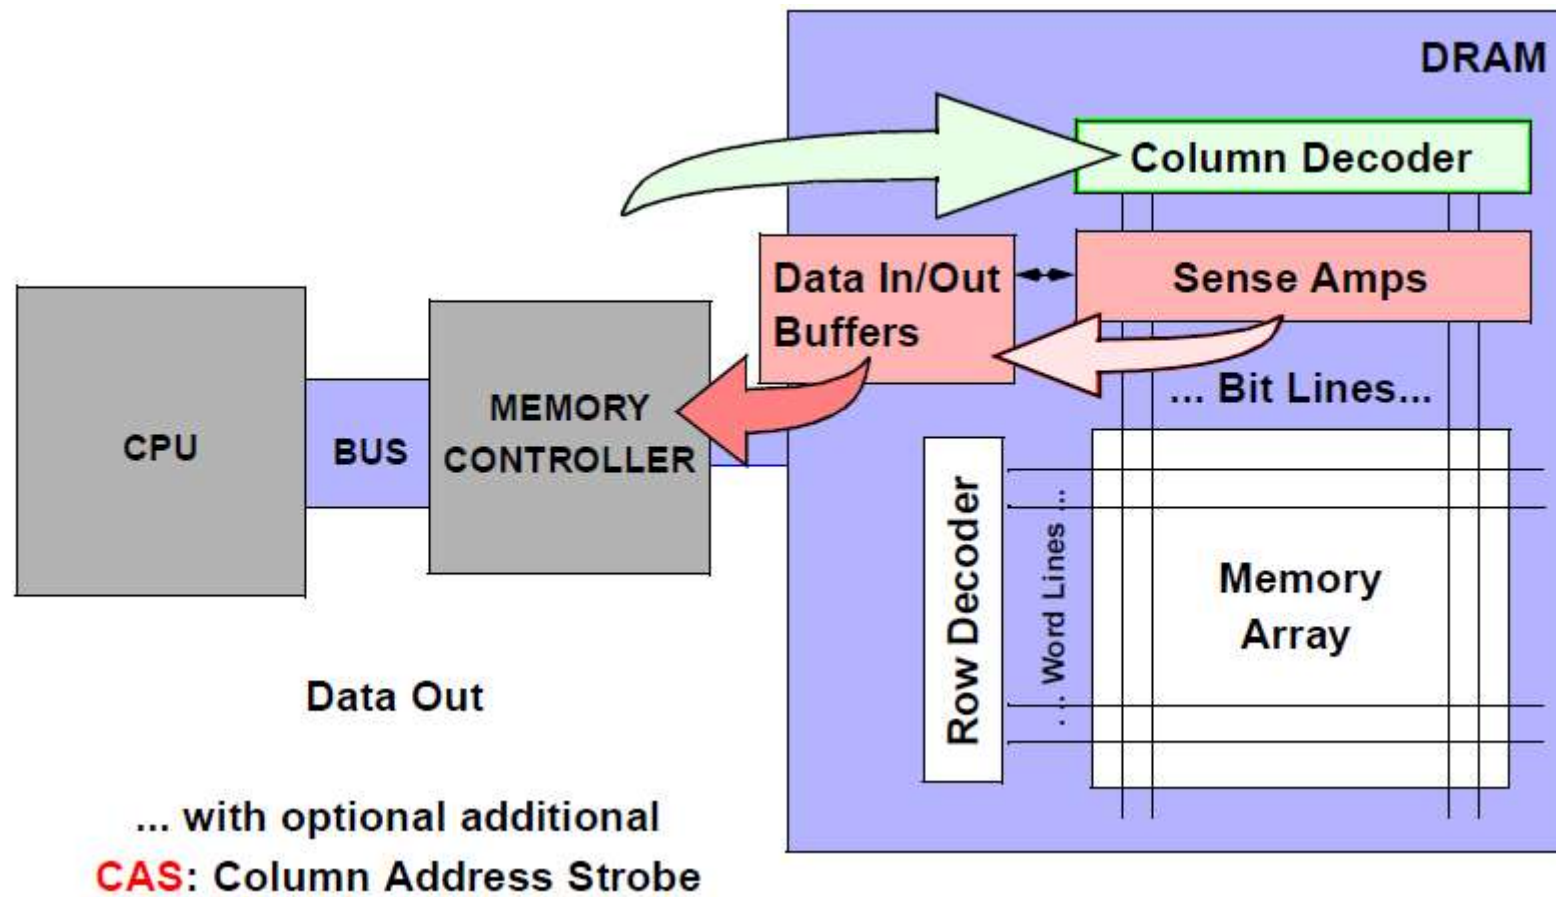 DRAM
Column Decoder
Data In/Out
Buffers
Sense Amps
... Bit Lines...
CPU
BUS
MEMORY
CONTROLLER
Row Decoder
... Word Lines ...
Memory
Array
Data Out
... with optional additional
CAS: Column Address Strobe